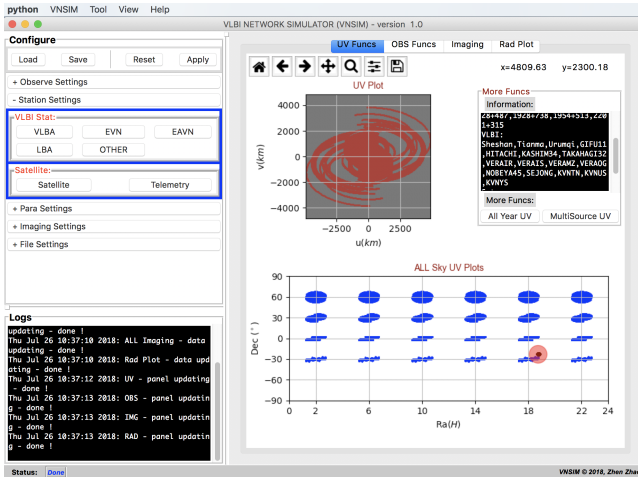 python VNSIM Tool View Help
VLBI NETWORK SIMULATOR (VNSIM) - version 1.0
Configure
Load Save Reset Apply
+ Observe Settings
- Station Settings
VLBI Stat:
VLBA EVN EAVN
LBA OTHER
Satellite:
Satellite Telemetry
+ Para Settings
+ Imaging Settings
+ File Settings
Logs
updating - done !
Thu Jul 26 10:37:10 2018: ALL Imaging - data
updating - done !
Thu Jul 26 10:37:10 2018: Rad Plot - data upd
ating - done !
Thu Jul 26 10:37:12 2018: UV - panel updating
- done !
Thu Jul 26 10:37:13 2018: OBS - panel updatin
g - done !
Thu Jul 26 10:37:13 2018: IMG - panel updatin
g - done !
Thu Jul 26 10:37:13 2018: RAD - panel updatin
g - done !
UV Funcs OBS Funcs Imaging Rad Plot
x=4809.63 y=2300.18
UV Plot
v(km)
4000
2000
0
−2000
−4000
−2500 0 2500
u(km)
More Funcs
Information:
28+487,1928+738,1954+513,220
1+315
VLBI:
Sheshan,Tianma,Urumqi,GIFU11
,HITACHI,KASHIM34,TAKAHAGI32
,VERAIR,VERAIS,VERAMZ,VERAOG
,NOBEYA45,SEJONG,KVNTN,KVNUS
,KVNYS
More Funcs:
All Year UV MultiSource UV
ALL Sky UV Plots
Dec (°)
90
60
30
0
−30
−60
−90
0 2 6 10 14 18 22 24
Ra(H)
Status: Done
VNSIM © 2018, Zhen Zha